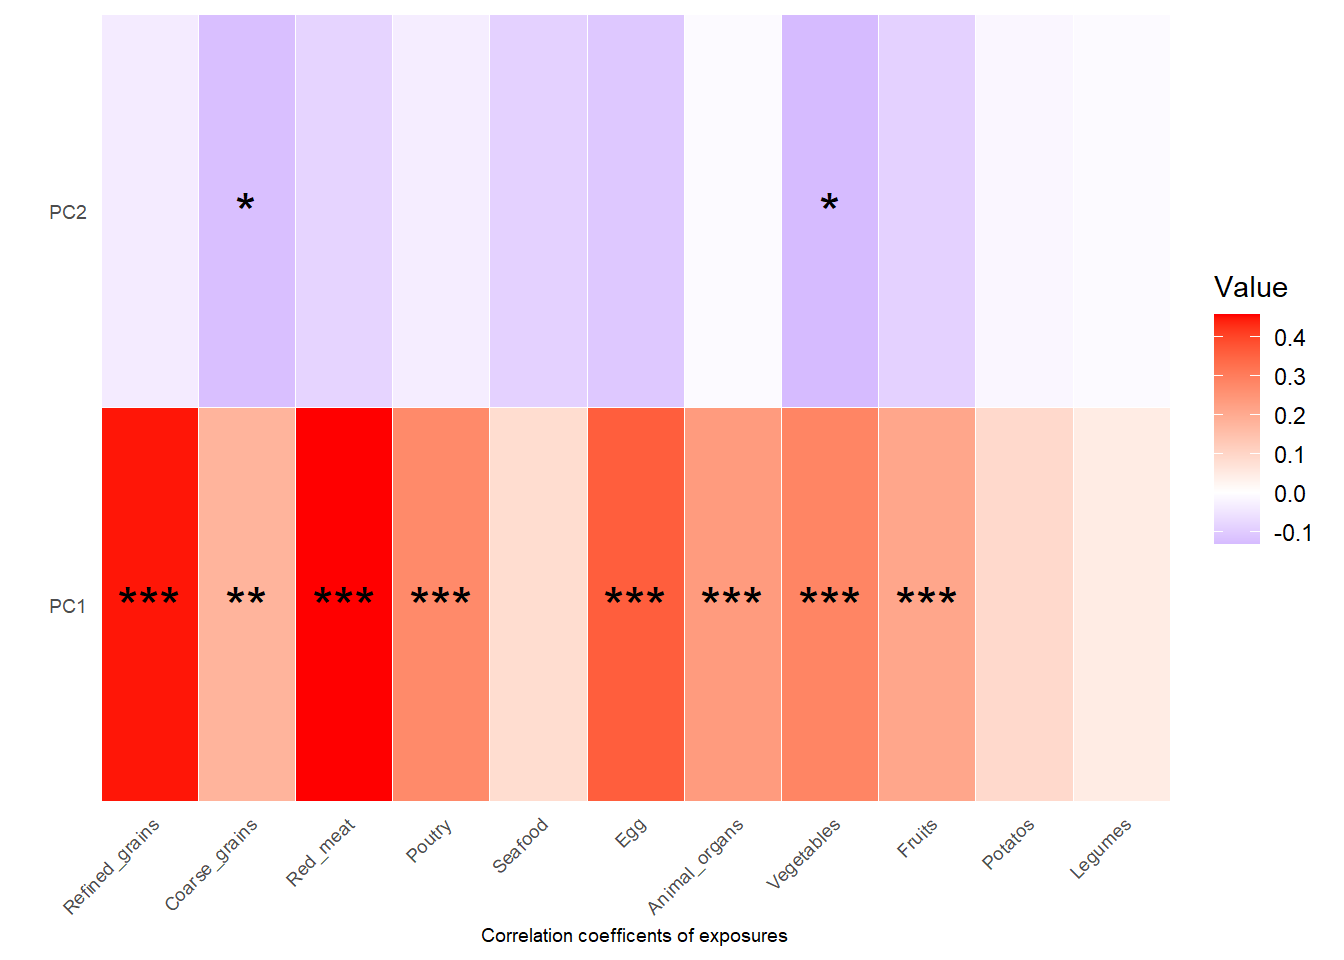 PC2
* *
PC1
*** ** *** *** *** *** *** ***
Refined_grains
Coarse_grains
Red_meat
Poutry
Seafood
Egg
Animal_organs
Vegetables
Fruits
Potatos
Legumes
Correlation coefficents of exposures
Value
0.4
0.3
0.2
0.1
0.0
-0.1